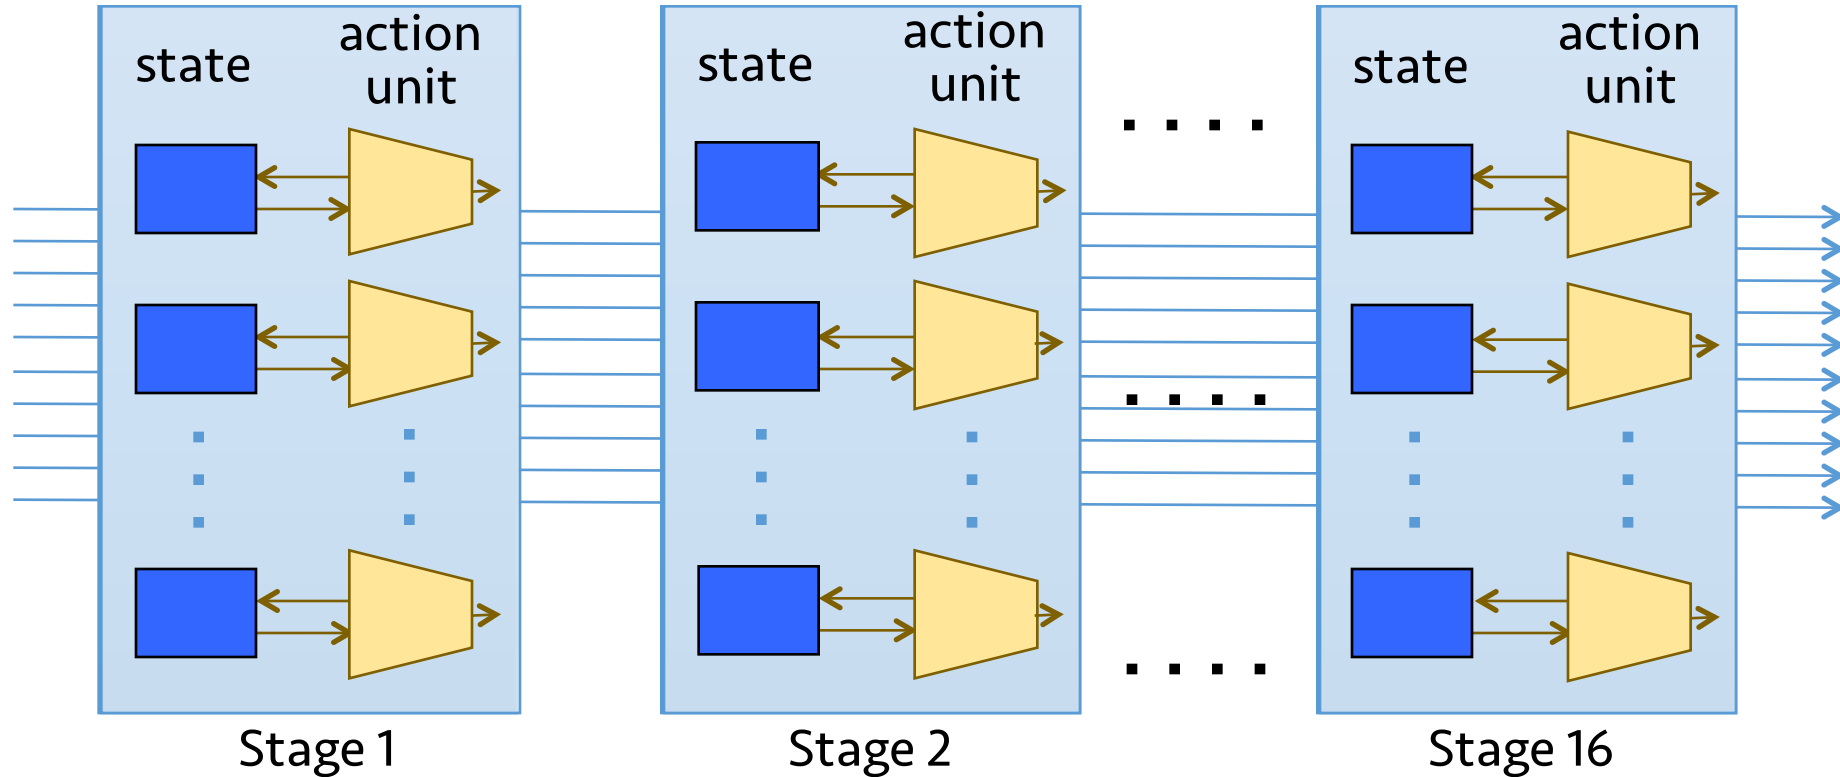 state
action
unit
state
action
unit
state
action
unit
Stage 1
Stage 2
Stage 16